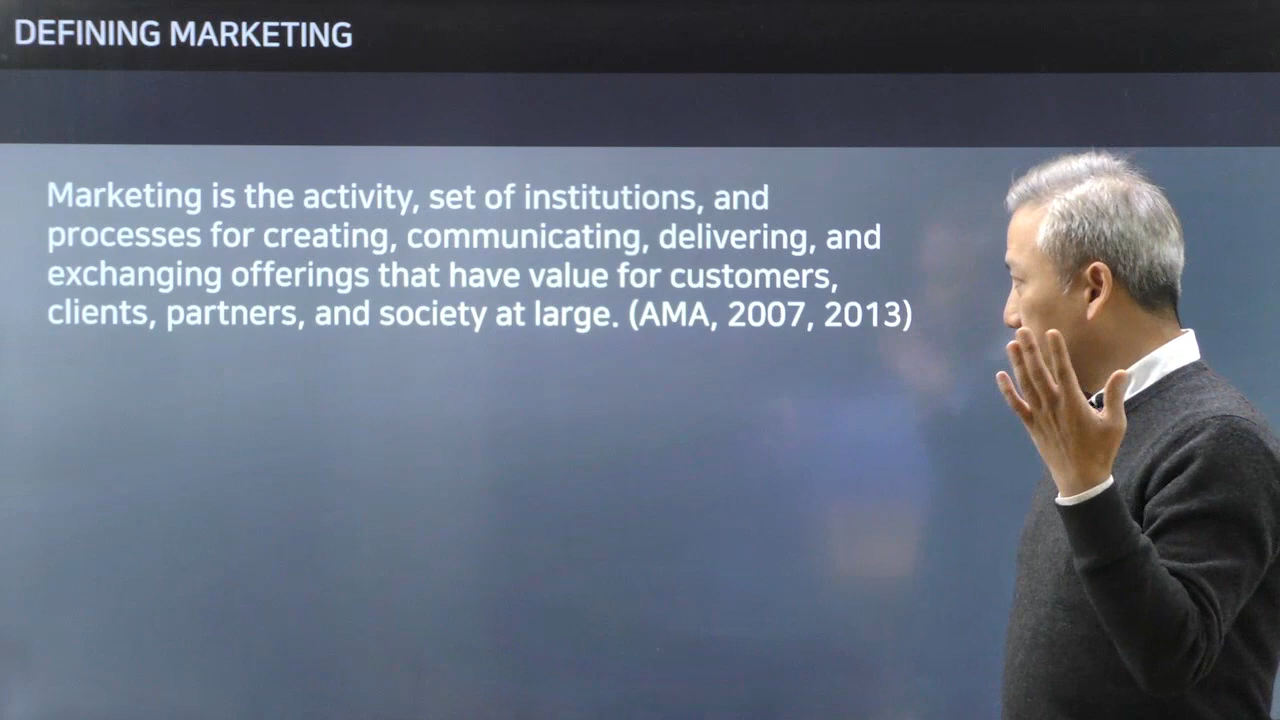 DEFINING MARKETING
Marketing is the activity, set of institutions, and
processes for creating, communicating, delivering, and
exchanging offerings that have value for customers,
clients, partners, and society at large. (AMA, 2007, 2013)